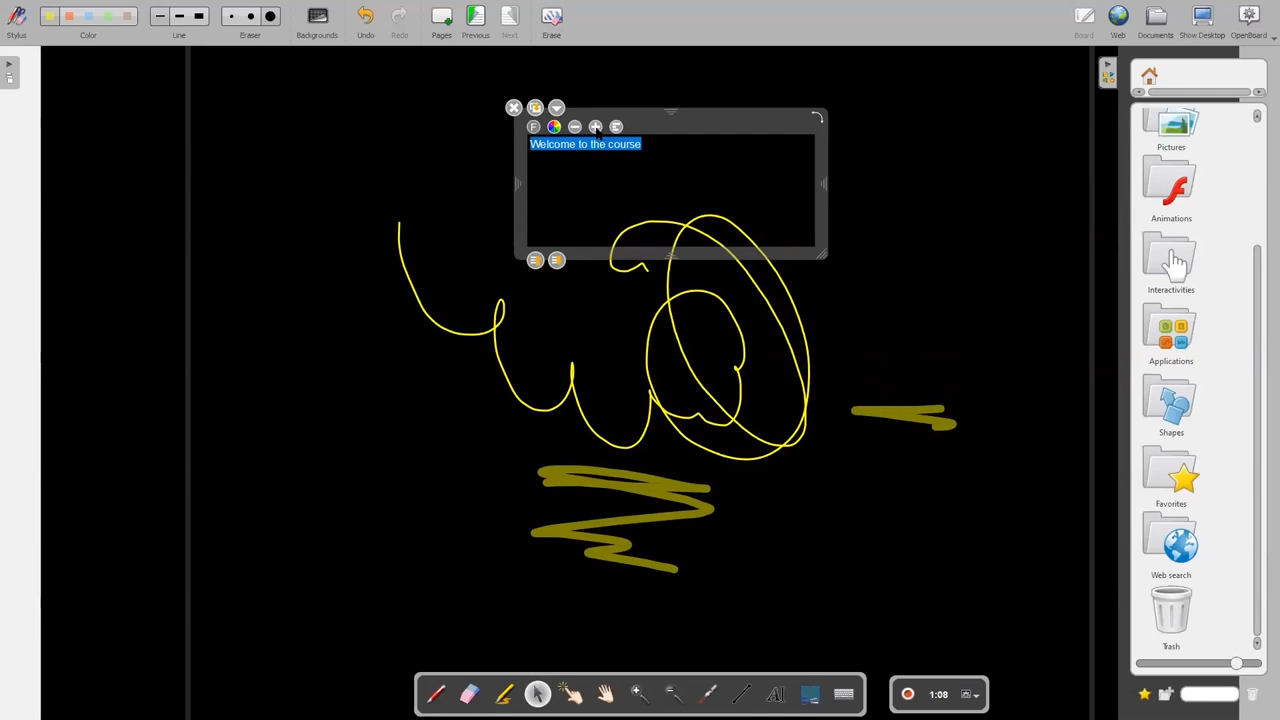 Stylus
Color
Line
Eraser
Backgrounds
Undo
Redo
Pages
Previous
Next
Erase
Board
Web
Documents
Show Desktop
OpenBoard
F
Welcome to the course
Pictures
Animations
Interactivities
Applications
Shapes
Favorites
Web search
Trash
AI
1:08